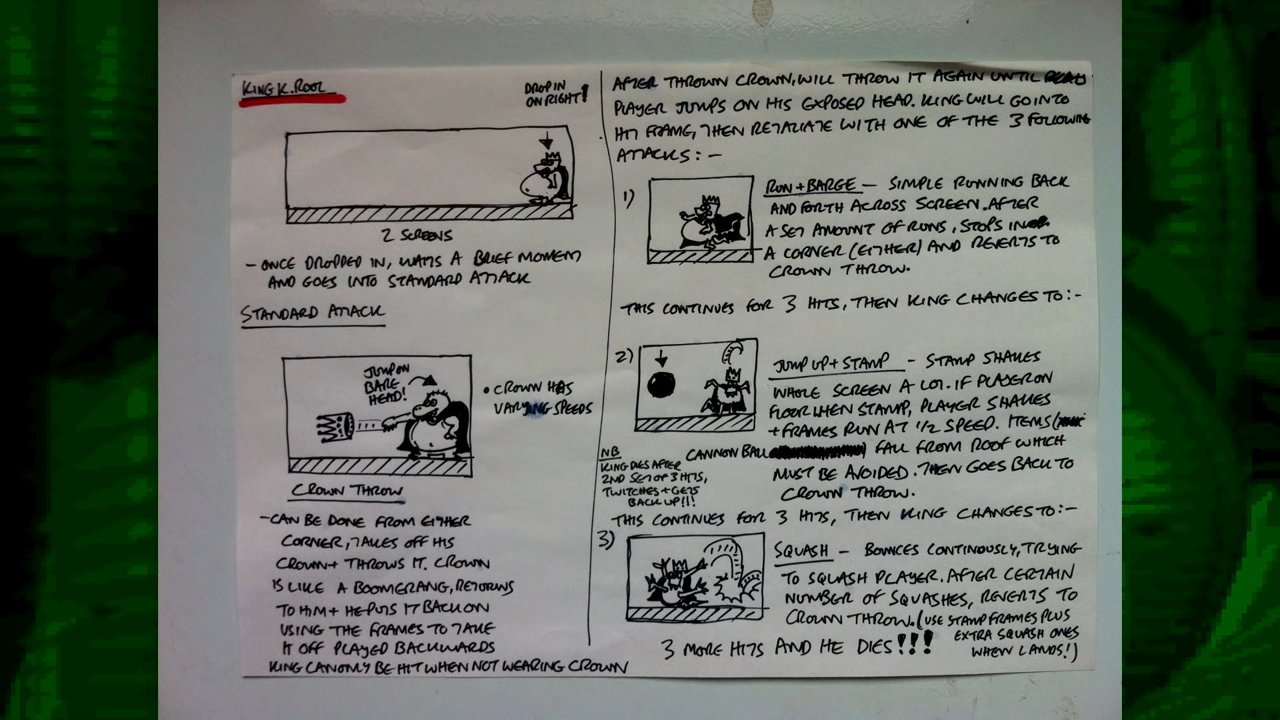 KING K. ROOL
DROP IN
ON RIGHT!
2 SCREENS
- ONCE DROPPED IN, WAITS A BRIEF MOMENT
AND GOES INTO STANDARD ATTACK
STANDARD ATTACK
JUMP ON
BARE
HEAD!
• CROWN HAS
VARYING SPEEDS
CROWN THROW
- CAN BE DONE FROM EITHER
CORNER, TAKES OFF HIS
CROWN + THROWS IT. CROWN
IS LIKE A BOOMERANG, RETURNS
TO HIM + HE PUTS IT BACK ON
USING THE FRAMES TO TAKE
IT OFF PLAYED BACKWARDS
KING CAN ONLY BE HIT WHEN NOT WEARING CROWN
AFTER THROWN CROWN, WILL THROW IT AGAIN UNTIL
PLAYER JUMPS ON HIS EXPOSED HEAD. KING WILL GO INTO
HIT FRAME, THEN RETALIATE WITH ONE OF THE 3 FOLLOWING
ATTACKS:-
1)
RUN + BARGE - SIMPLE RUNNING BACK
AND FORTH ACROSS SCREEN. AFTER
A SET AMOUNT OF RUNS, STOPS IN
A CORNER (EITHER) AND REVERTS TO
CROWN THROW.
THIS CONTINUES FOR 3 HITS, THEN KING CHANGES TO:-
2)
JUMP UP + STAMP - STAMP SHAKES
WHOLE SCREEN A LOT. IF PLAYER ON
FLOOR WHEN STAMP, PLAYER SHAKES
+ FRAMES RUN AT 1/2 SPEED. ITEMS (
CANNON BALL ) FALL FROM ROOF WHICH
MUST BE AVOIDED. THEN GOES BACK TO
CROWN THROW.
NB
KING DIES AFTER
2ND SET OF 3 HITS,
TWITCHES + GETS
BACK UP!!!
THIS CONTINUES FOR 3 HITS, THEN KING CHANGES TO:-
3)
SQUASH - BOUNCES CONTINOUSLY, TRYING
TO SQUASH PLAYER. AFTER CERTAIN
NUMBER OF SQUASHES, REVERTS TO
CROWN THROW. (USE STAMP FRAMES PLUS
EXTRA SQUASH ONES
WHEN LANDS!)
3 MORE HITS AND HE DIES!!!